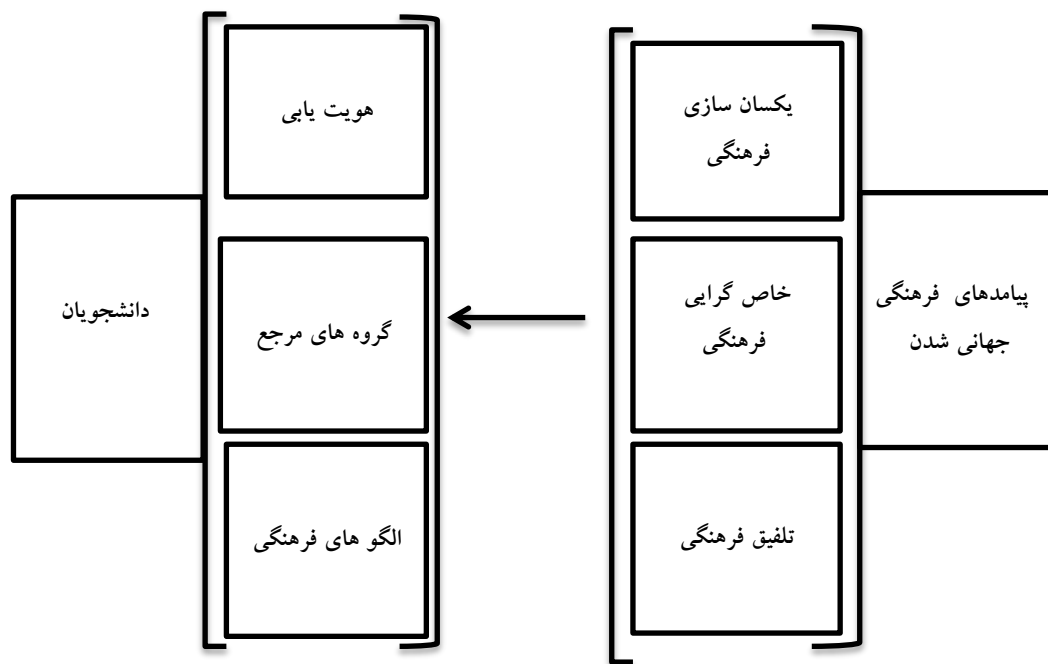 پیامدهای فرهنگی
جهانی شدن
یکسان سازی
فرهنگی
خاص گرایی
فرهنگی
تلفیق فرهنگی
هویت یابی
گروه های مرجع
الگو های فرهنگی
دانشجویان